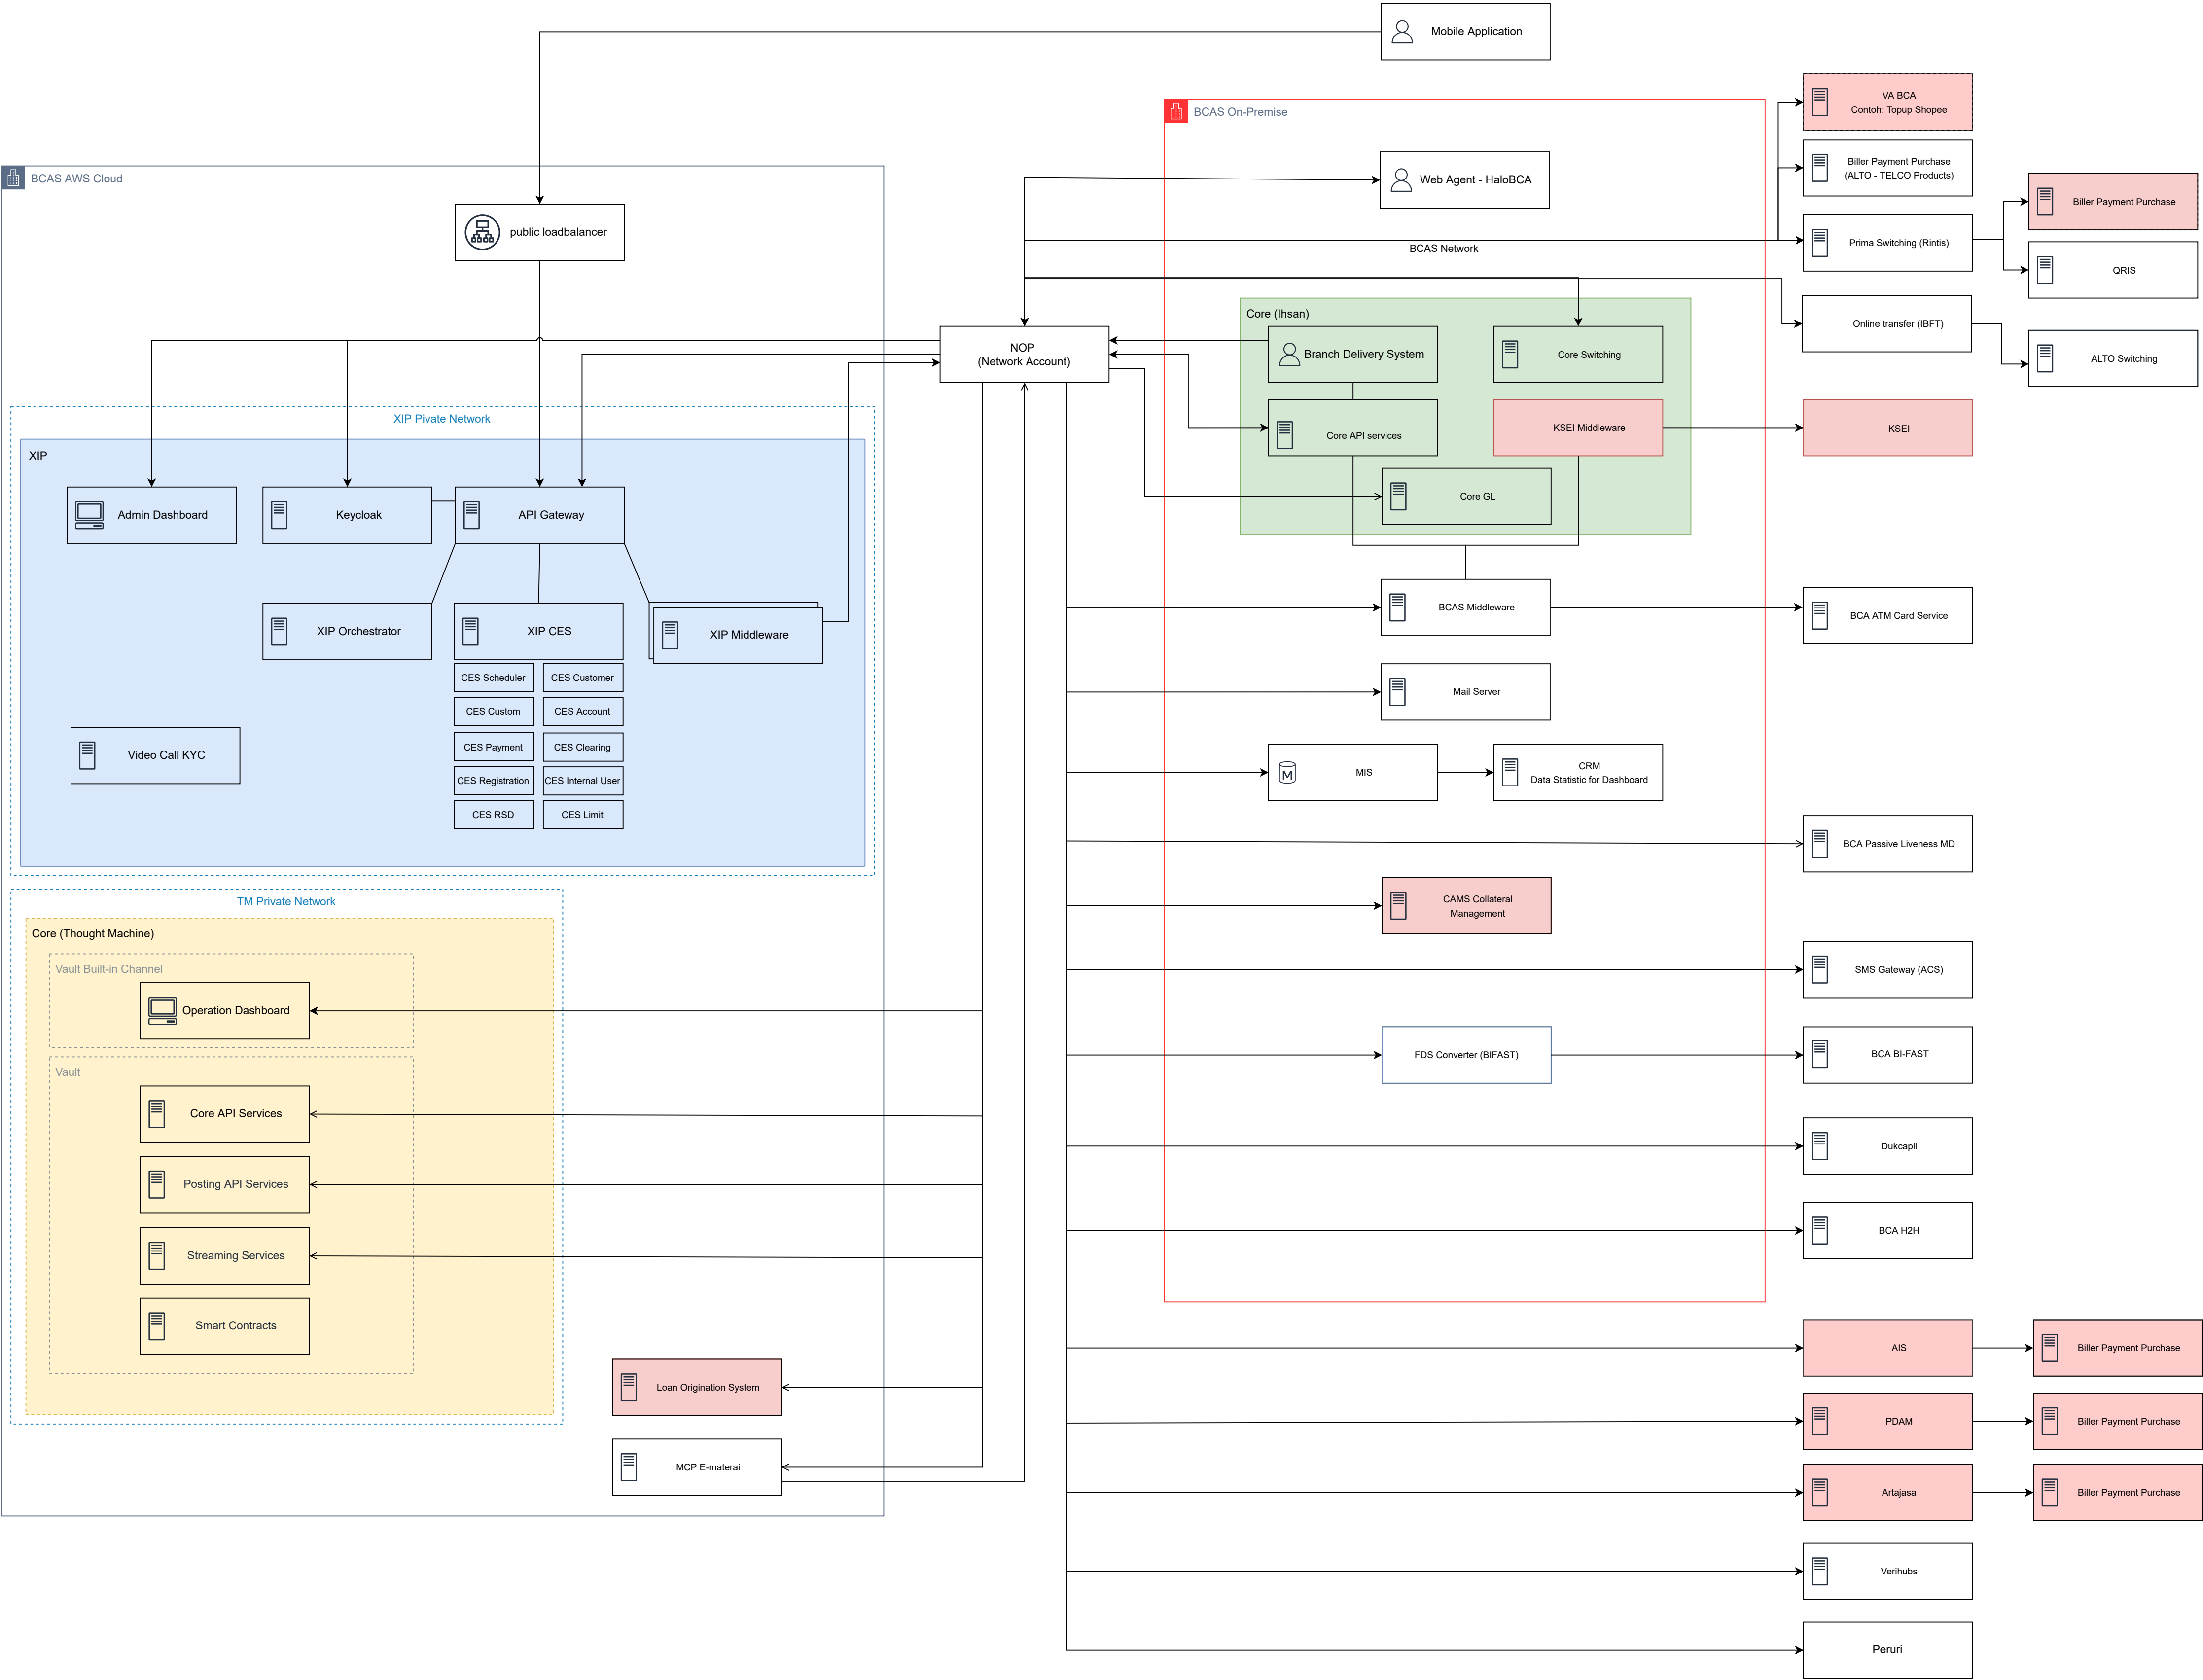 Mobile Application
VA BCA
Contoh: Topup Shopee
BCAS On-Premise
Biller Payment Purchase
(ALTO - TELCO Products)
Web Agent - HaloBCA
BCAS AWS Cloud
Biller Payment Purchase
public loadbalancer
Prima Switching (Rintis)
BCAS Network
QRIS
Core (Ihsan)
Online transfer (IBFT)
NOP
(Network Account)
Branch Delivery System
Core Switching
ALTO Switching
XIP Pivate Network
Core API services
KSEI Middleware
KSEI
XIP
Core GL
Admin Dashboard
Keycloak
API Gateway
BCAS Middleware
BCA ATM Card Service
XIP Orchestrator
XIP CES
XIP Middleware
CES Scheduler
CES Customer
Mail Server
CES Custom
CES Account
CES Payment
CES Clearing
Video Call KYC
MIS
CRM
Data Statistic for Dashboard
CES Registration
CES Internal User
CES RSD
CES Limit
BCA Passive Liveness MD
TM Private Network
CAMS Collateral
Management
Core (Thought Machine)
Vault Built-in Channel
SMS Gateway (ACS)
Operation Dashboard
FDS Converter (BIFAST)
BCA BI-FAST
Vault
Core API Services
Dukcapil
Posting API Services
BCA H2H
Streaming Services
Smart Contracts
AIS
Biller Payment Purchase
Loan Origination System
PDAM
Biller Payment Purchase
MCP E-materai
Artajasa
Biller Payment Purchase
Verihubs
Peruri
M